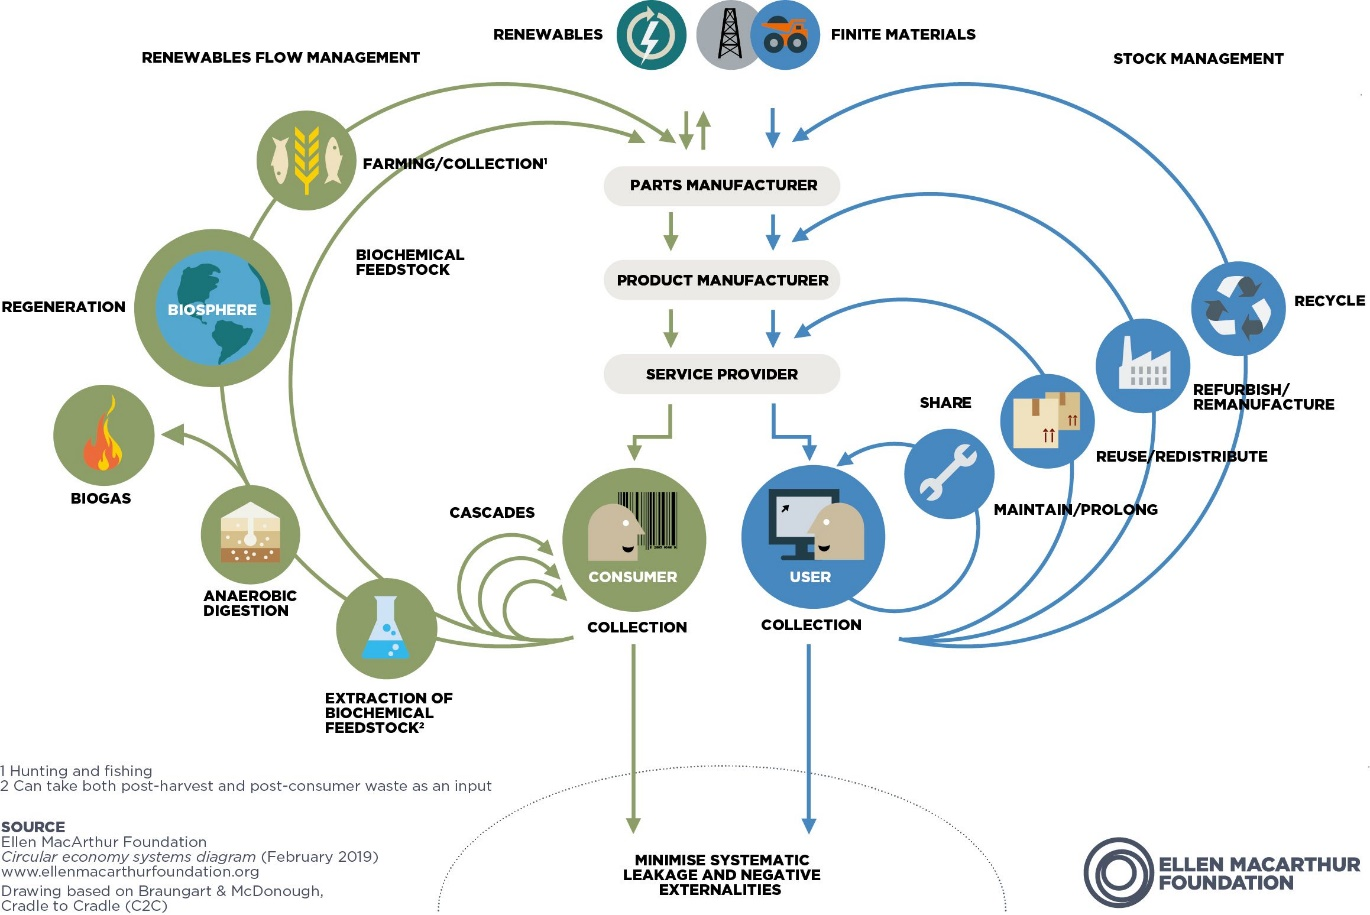 RENEWABLES
FINITE MATERIALS
RENEWABLES FLOW MANAGEMENT
STOCK MANAGEMENT
FARMING/COLLECTION¹
PARTS MANUFACTURER
BIOCHEMICAL
FEEDSTOCK
PRODUCT MANUFACTURER
REGENERATION
BIOSPHERE
RECYCLE
SERVICE PROVIDER
REFURBISH/
REMANUFACTURE
SHARE
REUSE/REDISTRIBUTE
BIOGAS
CASCADES
MAINTAIN/PROLONG
CONSUMER
USER
ANAEROBIC
DIGESTION
COLLECTION
COLLECTION
EXTRACTION OF
BIOCHEMICAL
FEEDSTOCK²
1 Hunting and fishing
2 Can take both post-harvest and post-consumer waste as an input
SOURCE
Ellen MacArthur Foundation
Circular economy systems diagram (February 2019)
www.ellenmacarthurfoundation.org
Drawing based on Braungart & McDonough,
Cradle to Cradle (C2C)
MINIMISE SYSTEMATIC
LEAKAGE AND NEGATIVE
EXTERNALITIES
ELLEN MACARTHUR
FOUNDATION